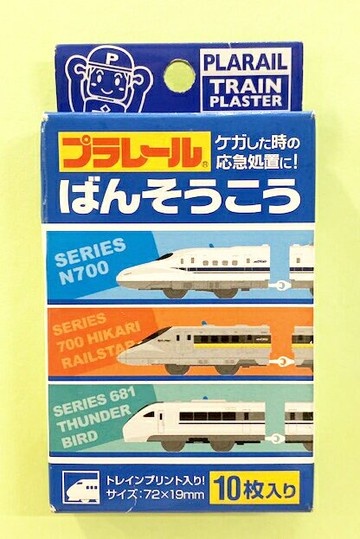 P
PLARAIL
TRAIN
PLASTER
プラレール®
ケガした時の
応急処置に!
ばんそうこう
SERIES
N700
SERIES
700 HIKARI
RAILSTAR
SERIES 681
THUNDER
BIRD
トレインプリント入り!
サイズ:72×19mm
10枚入り